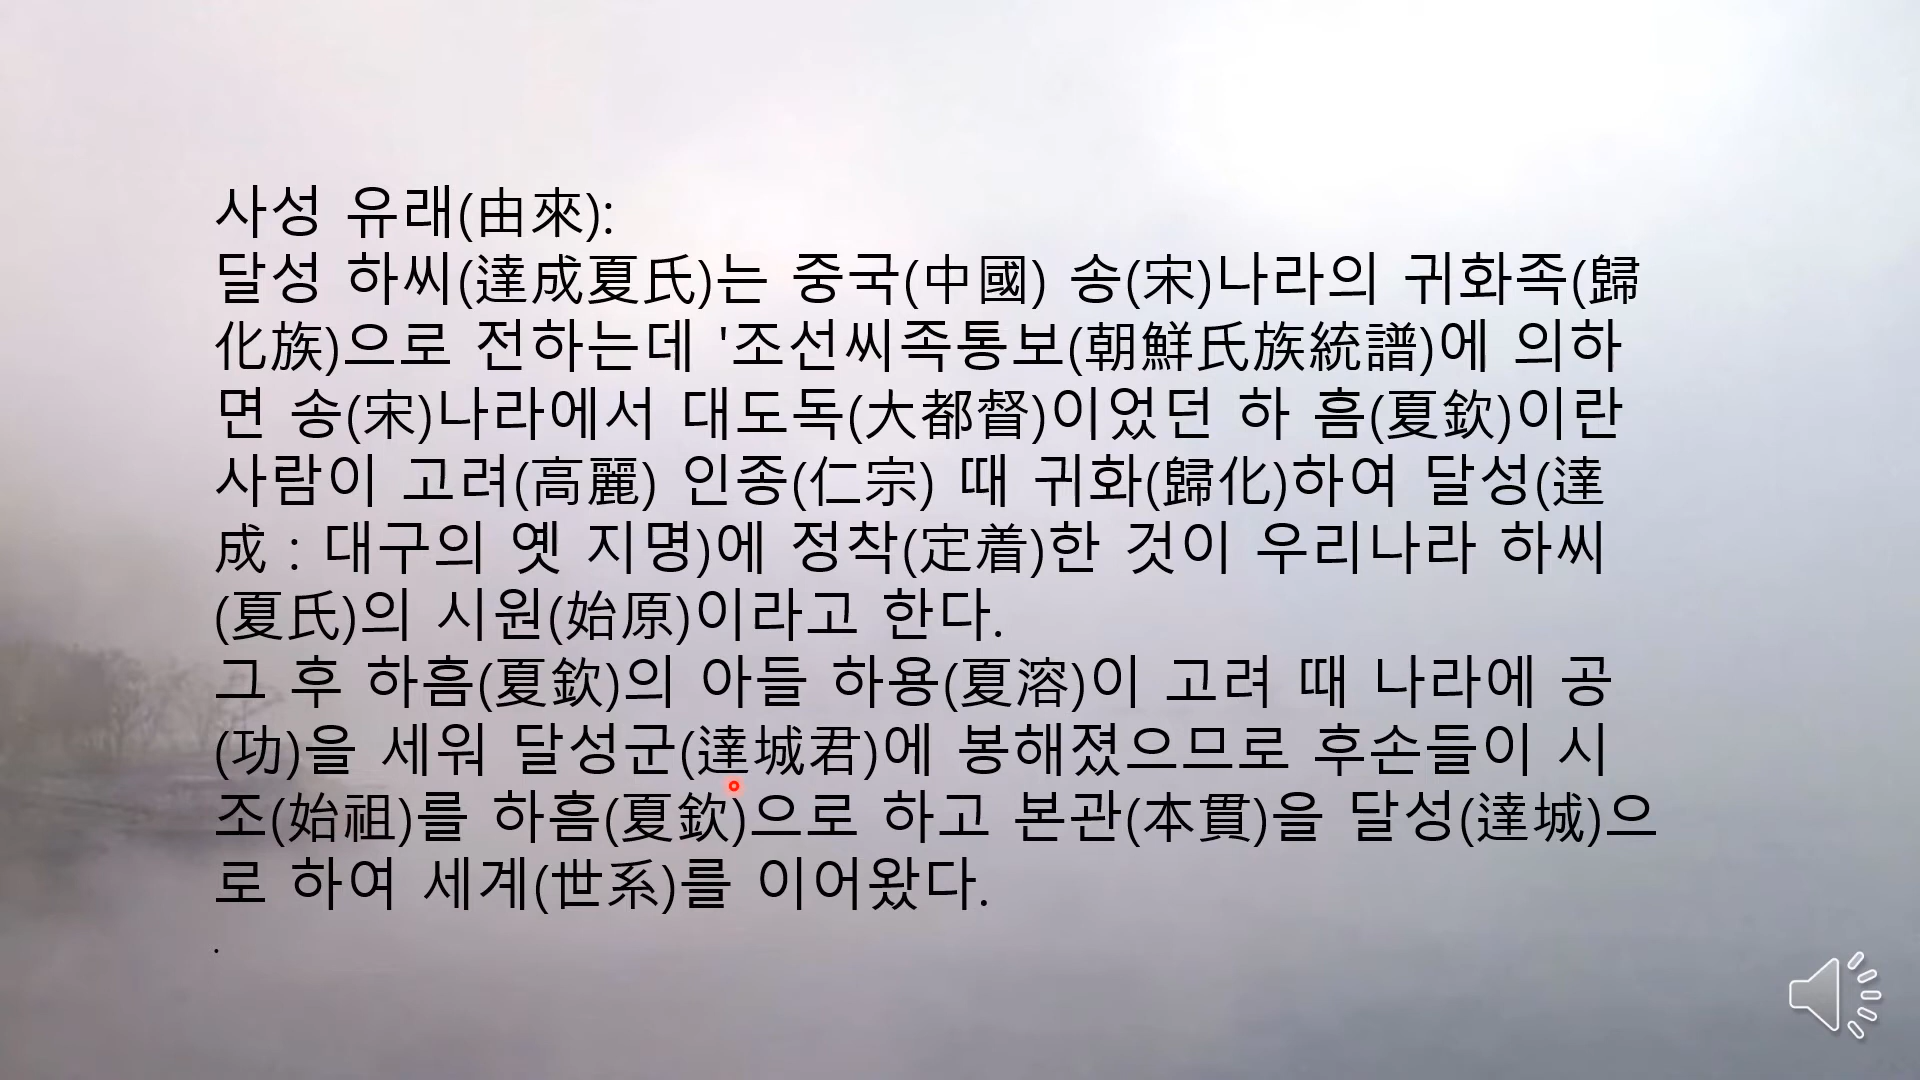 사성 유래(由來):
달성 하씨(達成夏氏)는 중국(中國) 송(宋)나라의 귀화족(歸
化族)으로 전하는데 '조선씨족통보(朝鮮氏族統譜)에 의하
면 송(宋)나라에서 대도독(大都督)이었던 하 흠(夏欽)이란
사람이 고려(高麗) 인종(仁宗) 때 귀화(歸化)하여 달성(達
成 : 대구의 옛 지명)에 정착(定着)한 것이 우리나라 하씨
(夏氏)의 시원(始原)이라고 한다.
그 후 하흠(夏欽)의 아들 하용(夏溶)이 고려 때 나라에 공
(功)을 세워 달성군(達城君)에 봉해졌으므로 후손들이 시
조(始祖)를 하흠(夏欽)으로 하고 본관(本貫)을 달성(達城)으
로 하여 세계(世系)를 이어왔다.
.